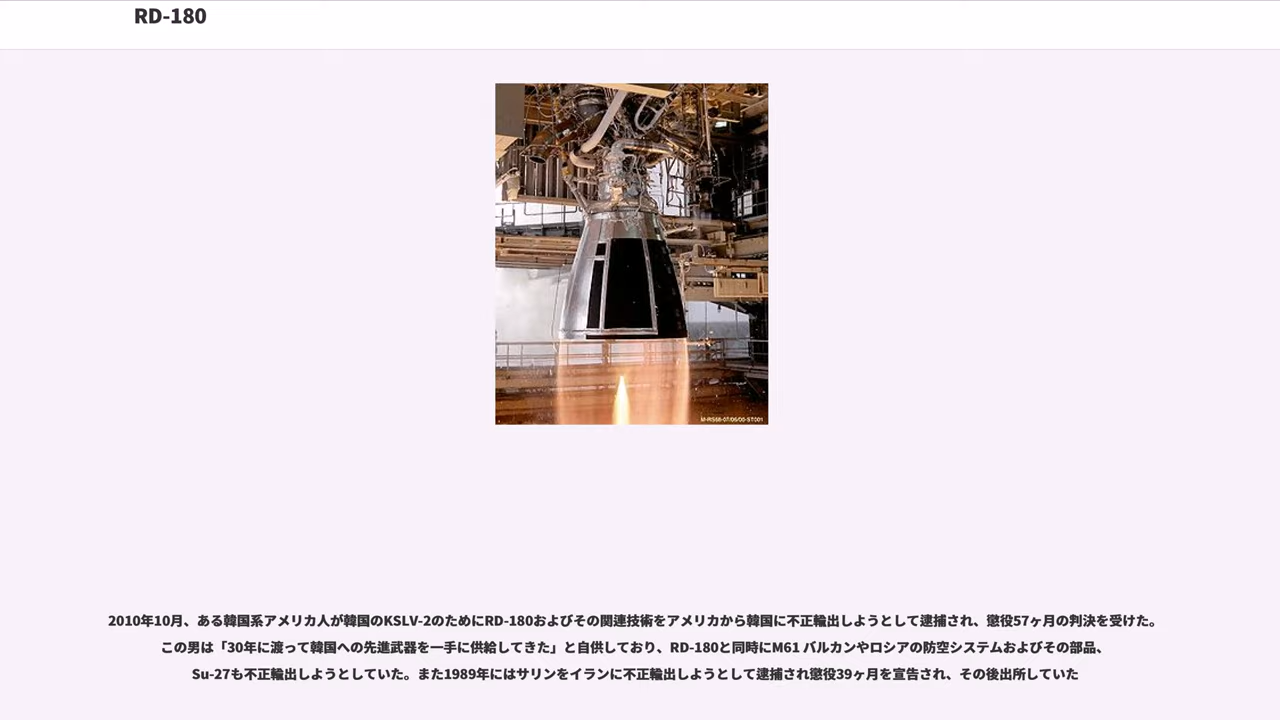 RD-180
2010年10月、ある韓国系アメリカ人が韓国のKSLV-2のためにRD-180およびその関連技術をアメリカから韓国に不正輪出しようとして逮捕され、懲役57ヶ月の判決を受けた。
この男は「30年に渡って韓国への先進武器を一手に供給してきた」と自供しており、RD-180と同時にM61 バルカンやロシアの防空システムおよびその部品、
Su-27も不正輪出しようとしていた。また1989年にはサリンをイランに不正輪出しようとして逮捕され懲役39ヶ月を宣告され、その後出所していた